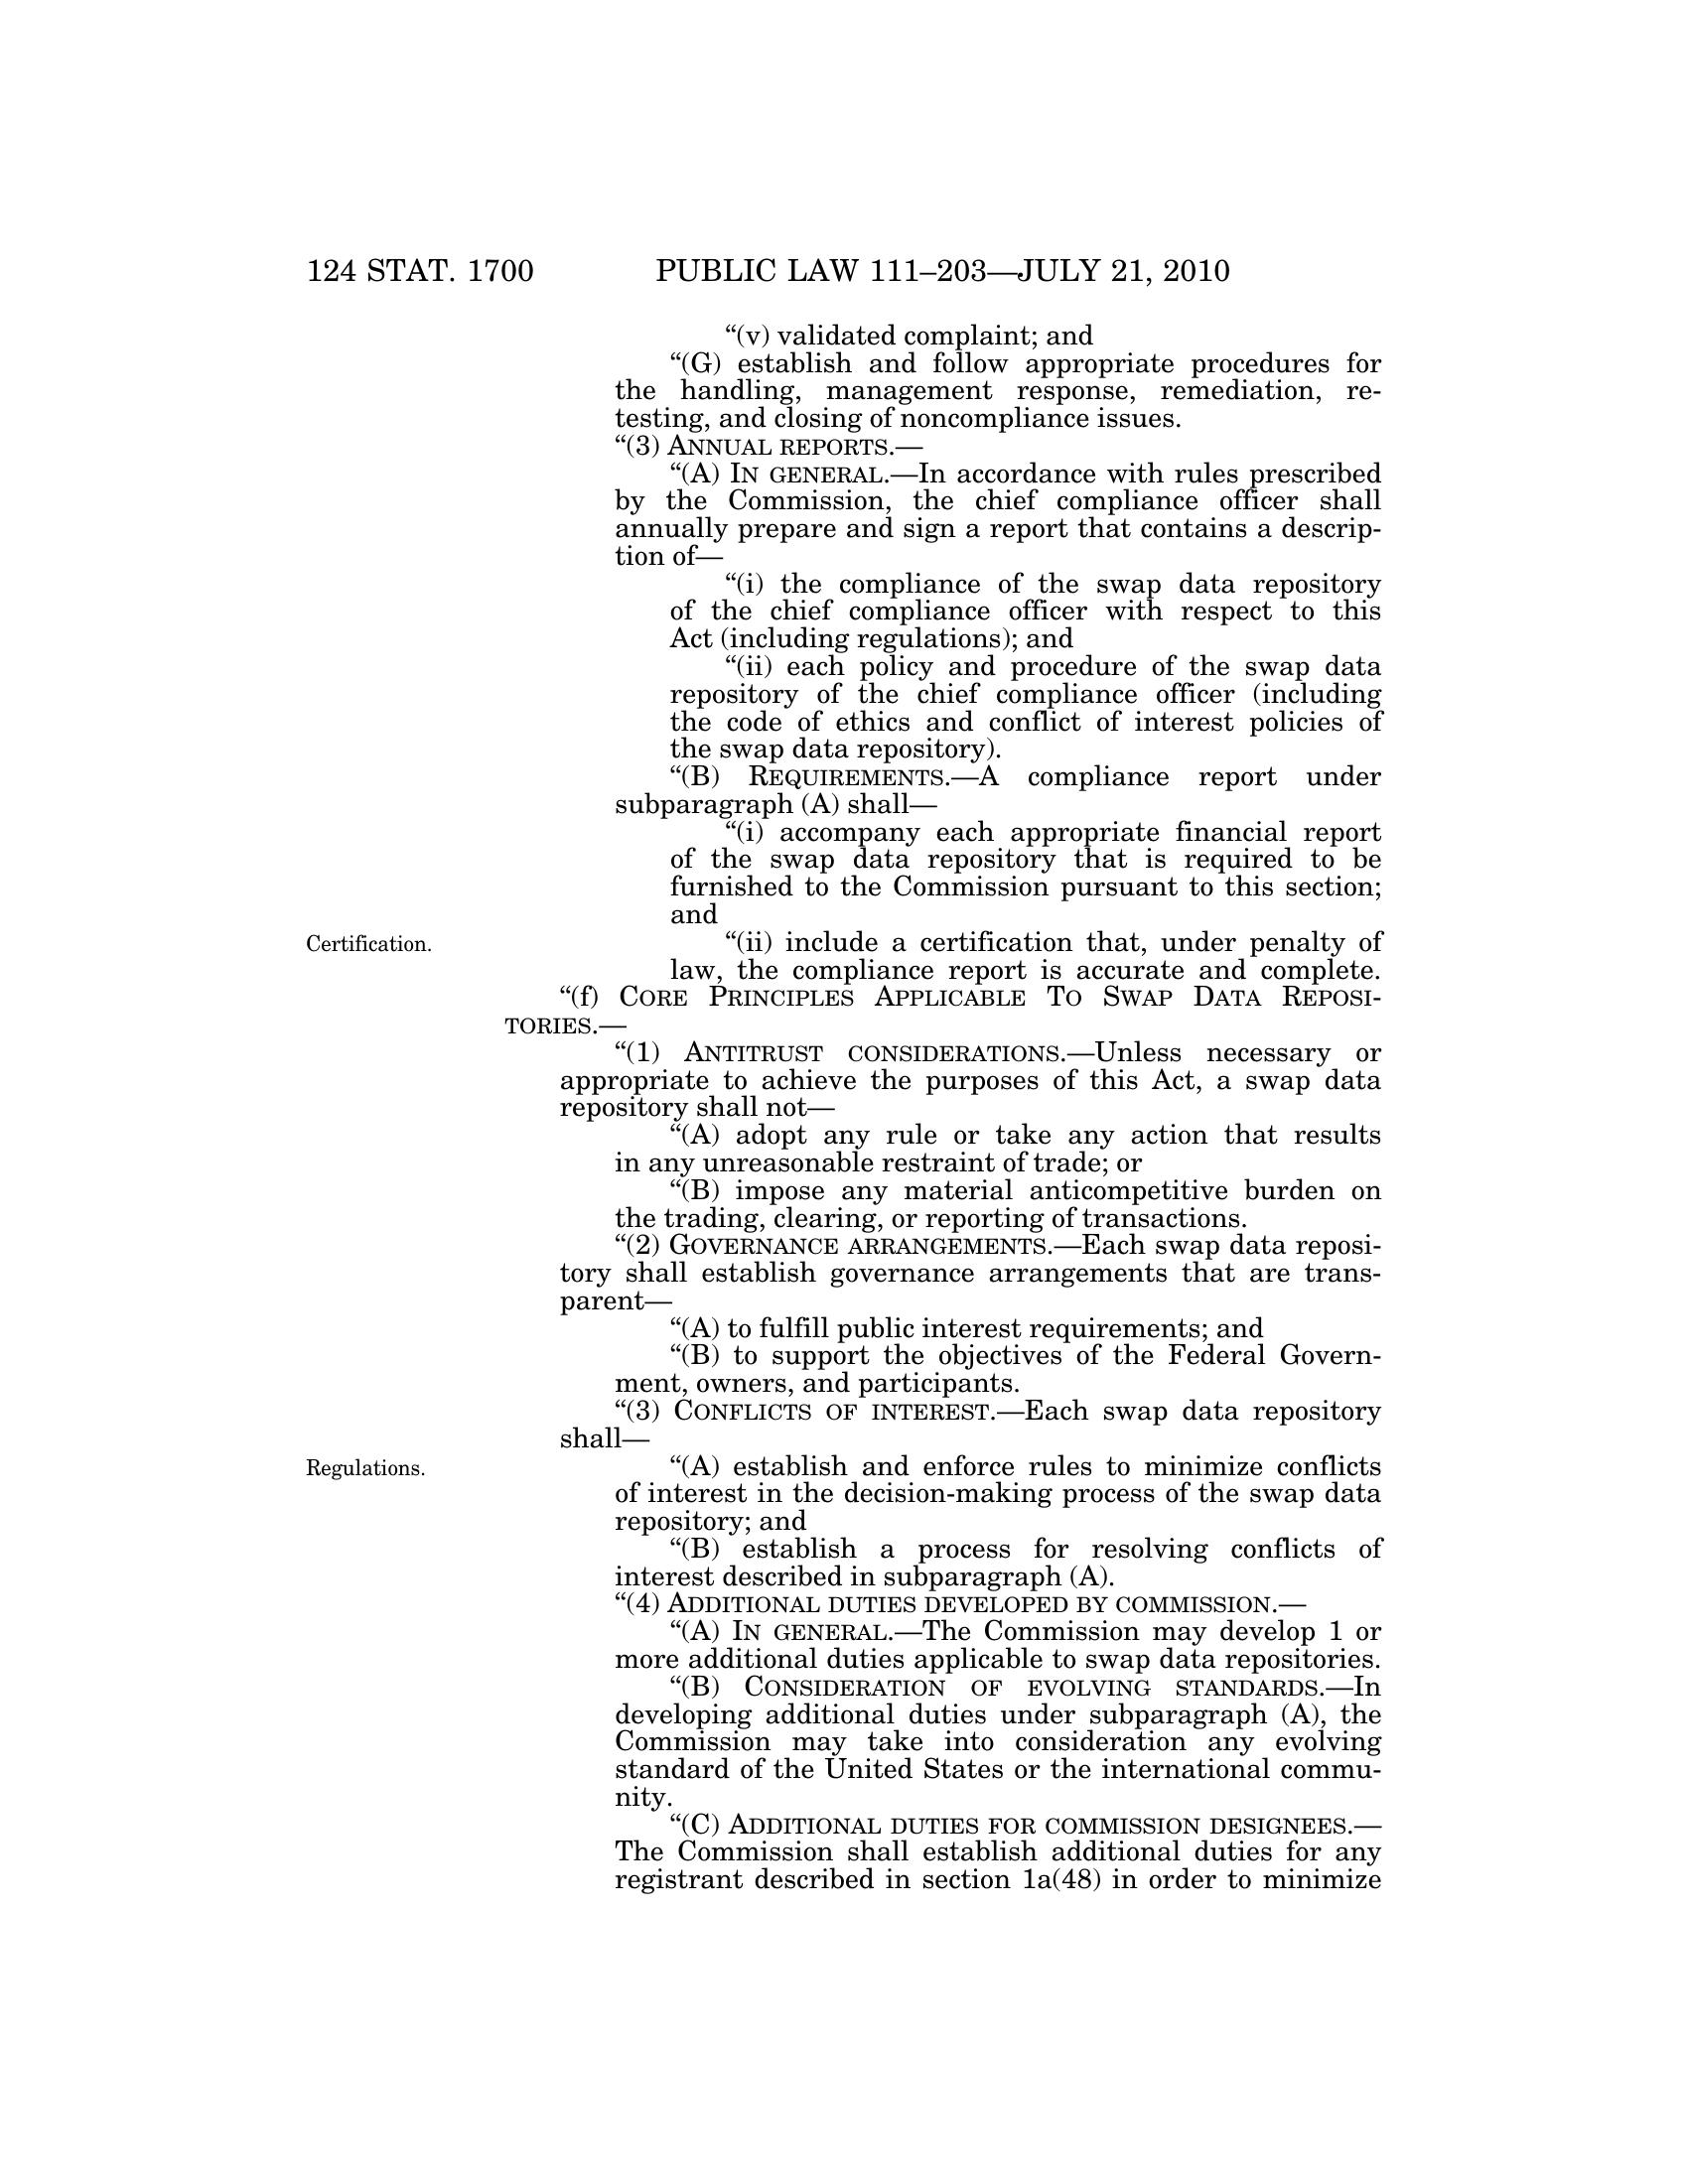 124 STAT. 1700 PUBLIC LAW 111–203—JULY 21, 2010
“(v) validated complaint; and
“(G) establish and follow appropriate procedures for
the handling, management response, remediation, re-
testing, and closing of noncompliance issues.
“(3) ANNUAL REPORTS.—
“(A) IN GENERAL.—In accordance with rules prescribed
by the Commission, the chief compliance officer shall
annually prepare and sign a report that contains a descrip-
tion of—
“(i) the compliance of the swap data repository
of the chief compliance officer with respect to this
Act (including regulations); and
“(ii) each policy and procedure of the swap data
repository of the chief compliance officer (including
the code of ethics and conflict of interest policies of
the swap data repository).
“(B) REQUIREMENTS.—A compliance report under
subparagraph (A) shall—
“(i) accompany each appropriate financial report
of the swap data repository that is required to be
furnished to the Commission pursuant to this section;
and
Certification.
“(ii) include a certification that, under penalty of
law, the compliance report is accurate and complete.
“(f) CORE PRINCIPLES APPLICABLE TO SWAP DATA REPOSI-
TORIES.—
“(1) ANTITRUST CONSIDERATIONS.—Unless necessary or
appropriate to achieve the purposes of this Act, a swap data
repository shall not—
“(A) adopt any rule or take any action that results
in any unreasonable restraint of trade; or
“(B) impose any material anticompetitive burden on
the trading, clearing, or reporting of transactions.
“(2) GOVERNANCE ARRANGEMENTS.—Each swap data reposi-
tory shall establish governance arrangements that are trans-
parent—
“(A) to fulfill public interest requirements; and
“(B) to support the objectives of the Federal Govern-
ment, owners, and participants.
“(3) CONFLICTS OF INTEREST.—Each swap data repository
shall—
Regulations.
“(A) establish and enforce rules to minimize conflicts
of interest in the decision-making process of the swap data
repository; and
“(B) establish a process for resolving conflicts of
interest described in subparagraph (A).
“(4) ADDITIONAL DUTIES DEVELOPED BY COMMISSION.—
“(A) IN GENERAL.—The Commission may develop 1 or
more additional duties applicable to swap data repositories.
“(B) CONSIDERATION OF EVOLVING STANDARDS.—In
developing additional duties under subparagraph (A), the
Commission may take into consideration any evolving
standard of the United States or the international commu-
nity.
“(C) ADDITIONAL DUTIES FOR COMMISSION DESIGNEES.—
The Commission shall establish additional duties for any
registrant described in section 1a(48) in order to minimize